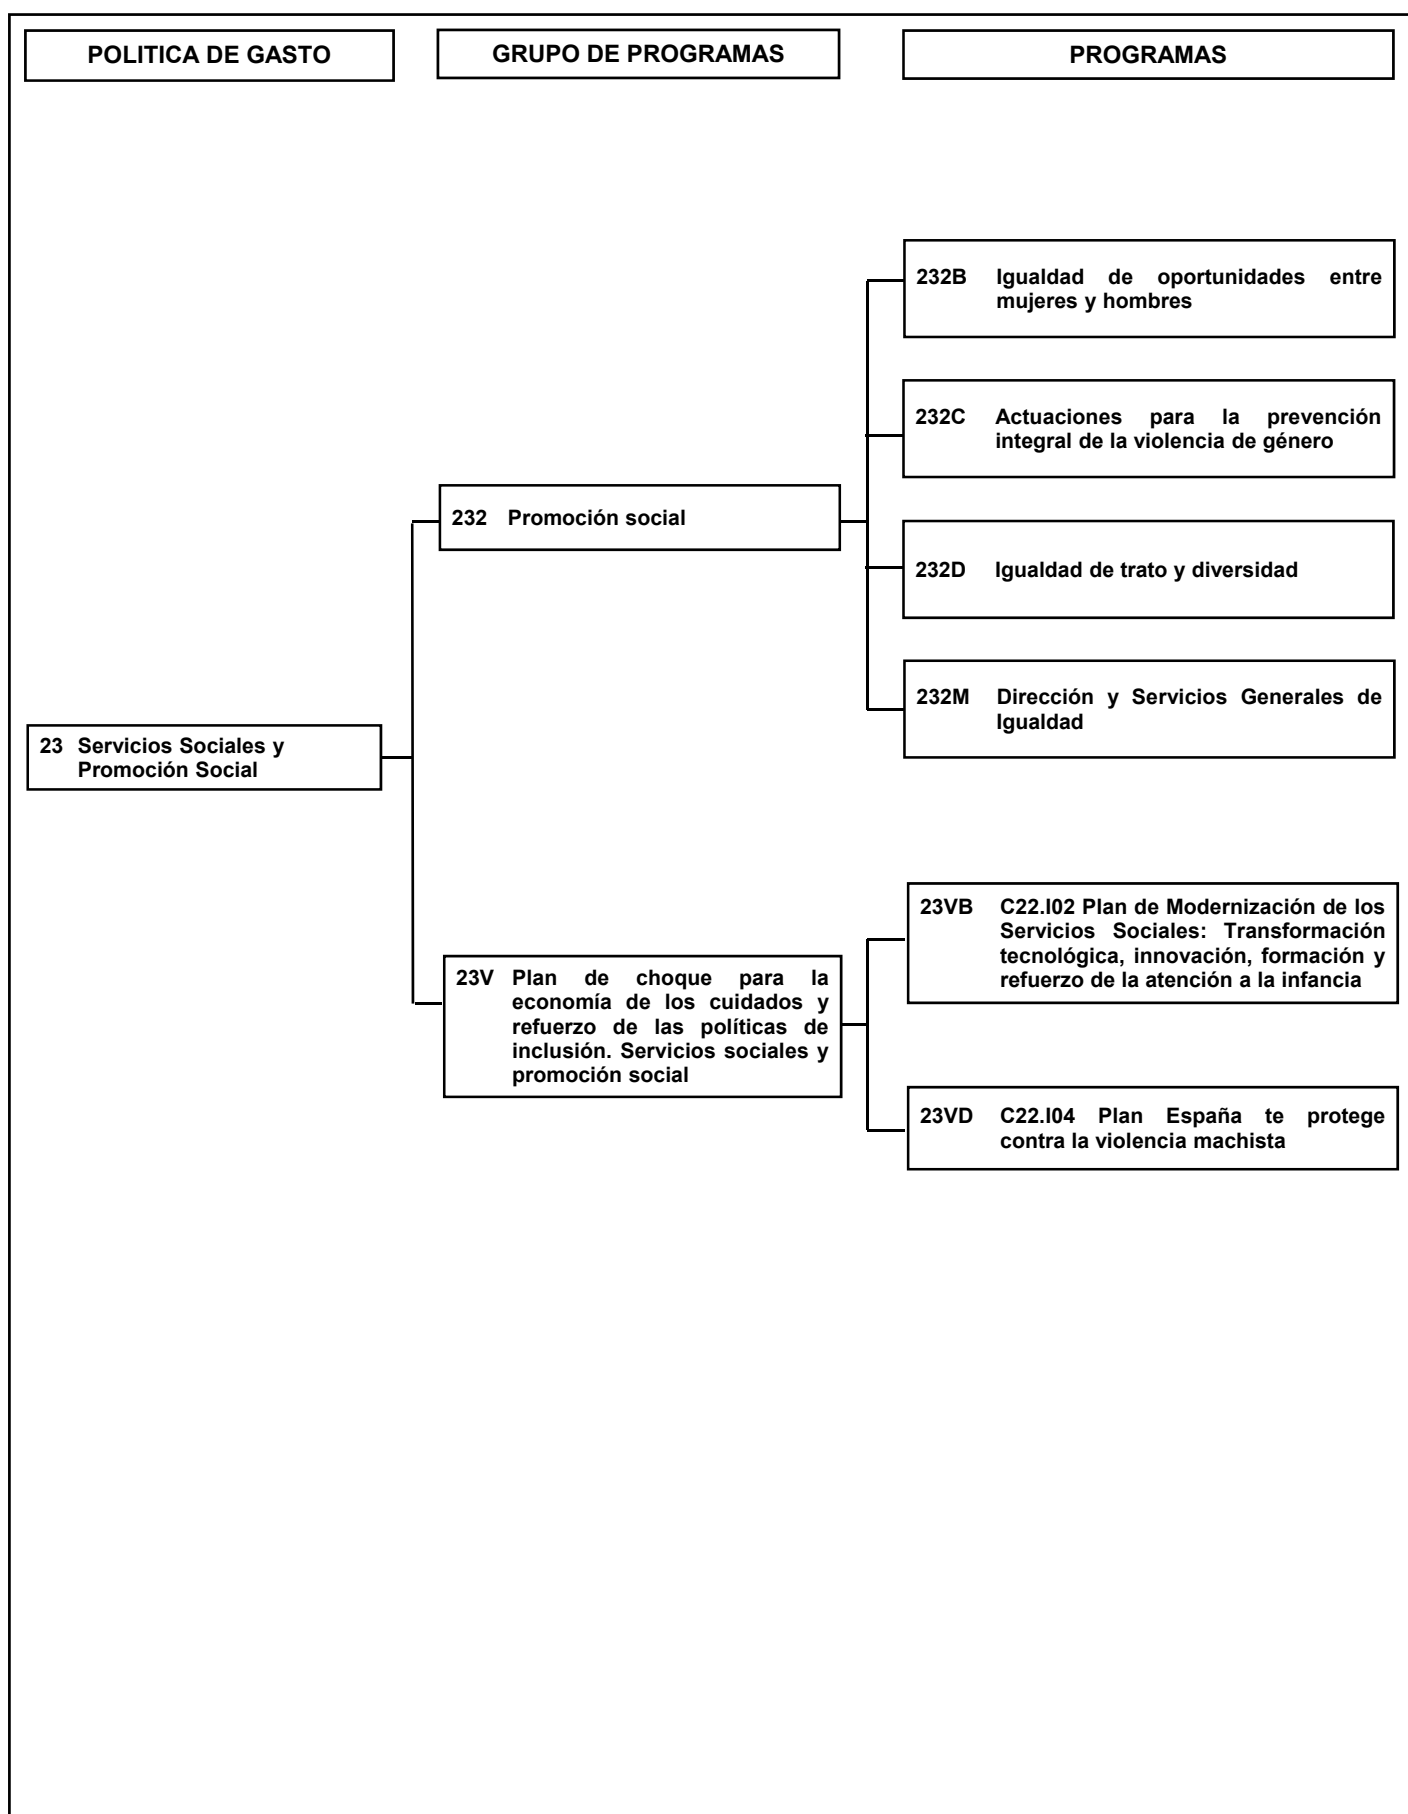 POLITICA DE GASTO
GRUPO DE PROGRAMAS
PROGRAMAS
232B Igualdad de oportunidades entre
mujeres y hombres
232C Actuaciones para la prevención
integral de la violencia de género
232 Promoción social
232D Igualdad de trato y diversidad
232M Dirección y Servicios Generales de
Igualdad
23 Servicios Sociales y
Promoción Social
23VB C22.I02 Plan de Modernización de los
Servicios Sociales: Transformación
tecnológica, innovación, formación y
refuerzo de la atención a la infancia
23V Plan de choque para la
economía de los cuidados y
refuerzo de las políticas de
inclusión. Servicios sociales y
promoción social
23VD C22.I04 Plan España te protege
contra la violencia machista